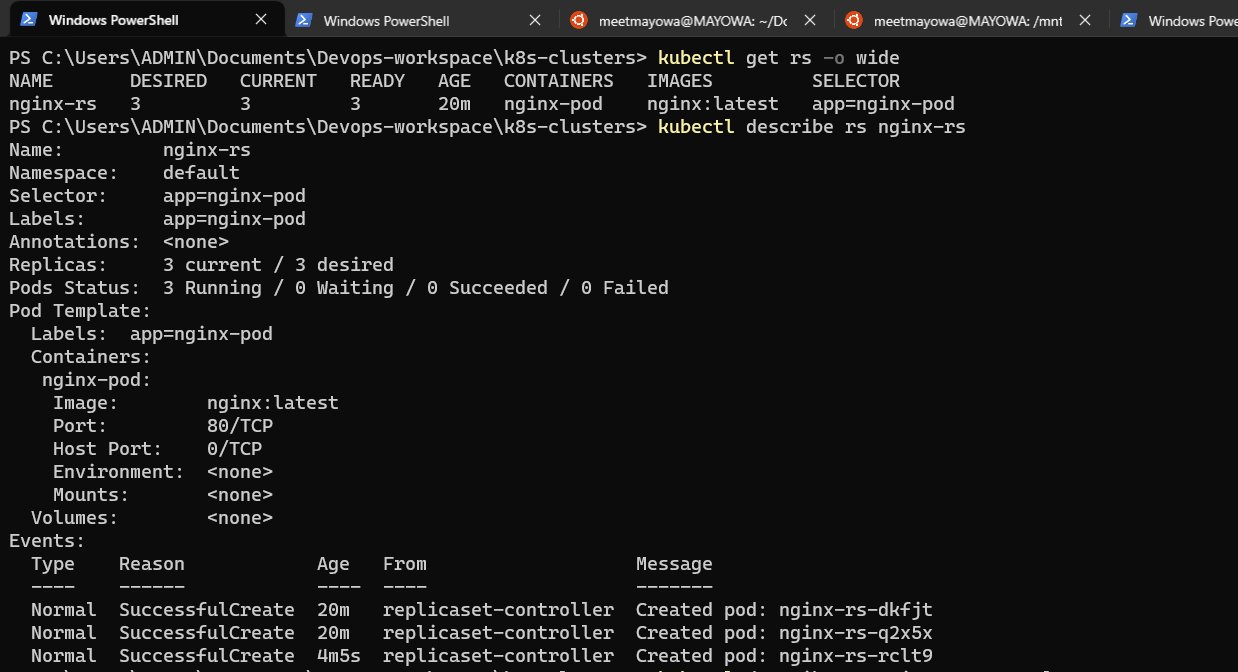 Windows PowerShell Windows PowerShell meetmayowa@MAYOWA: ~/Dc meetmayowa@MAYOWA: /mnt Windows Powe
PS C:\Users\ADMIN\Documents\Devops-workspace\k8s-clusters> kubectl get rs -o wide
NAME DESIRED CURRENT READY AGE CONTAINERS IMAGES SELECTOR
nginx-rs 3 3 3 20m nginx-pod nginx:latest app=nginx-pod
PS C:\Users\ADMIN\Documents\Devops-workspace\k8s-clusters> kubectl describe rs nginx-rs
Name: nginx-rs
Namespace: default
Selector: app=nginx-pod
Labels: app=nginx-pod
Annotations: <none>
Replicas: 3 current / 3 desired
Pods Status: 3 Running / 0 Waiting / 0 Succeeded / 0 Failed
Pod Template:
Labels: app=nginx-pod
Containers:
nginx-pod:
Image: nginx:latest
Port: 80/TCP
Host Port: 0/TCP
Environment: <none>
Mounts: <none>
Volumes: <none>
Events:
Type Reason Age From Message
---- ------ ---- ---- -------
Normal SuccessfulCreate 20m replicaset-controller Created pod: nginx-rs-dkfjt
Normal SuccessfulCreate 20m replicaset-controller Created pod: nginx-rs-q2x5x
Normal SuccessfulCreate 4m5s replicaset-controller Created pod: nginx-rs-rclt9